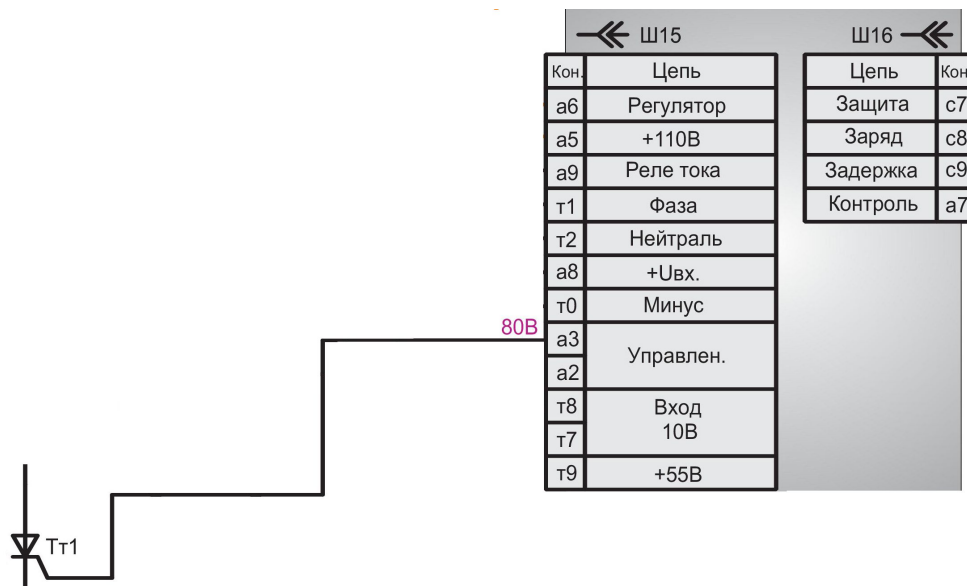 Ш15
Кон. Цепь
а6 Регулятор
а5 +110В
а9 Реле тока
т1 Фаза
т2 Нейтраль
а8 +Uвх.
т0 Минус
80В
а3
Управлен.
а2
т8 Вход
10В
т7
т9 +55В
Ш16
Цепь Кон
Защита с7
Заряд с8
Задержка с9
Контроль а7
Тт1